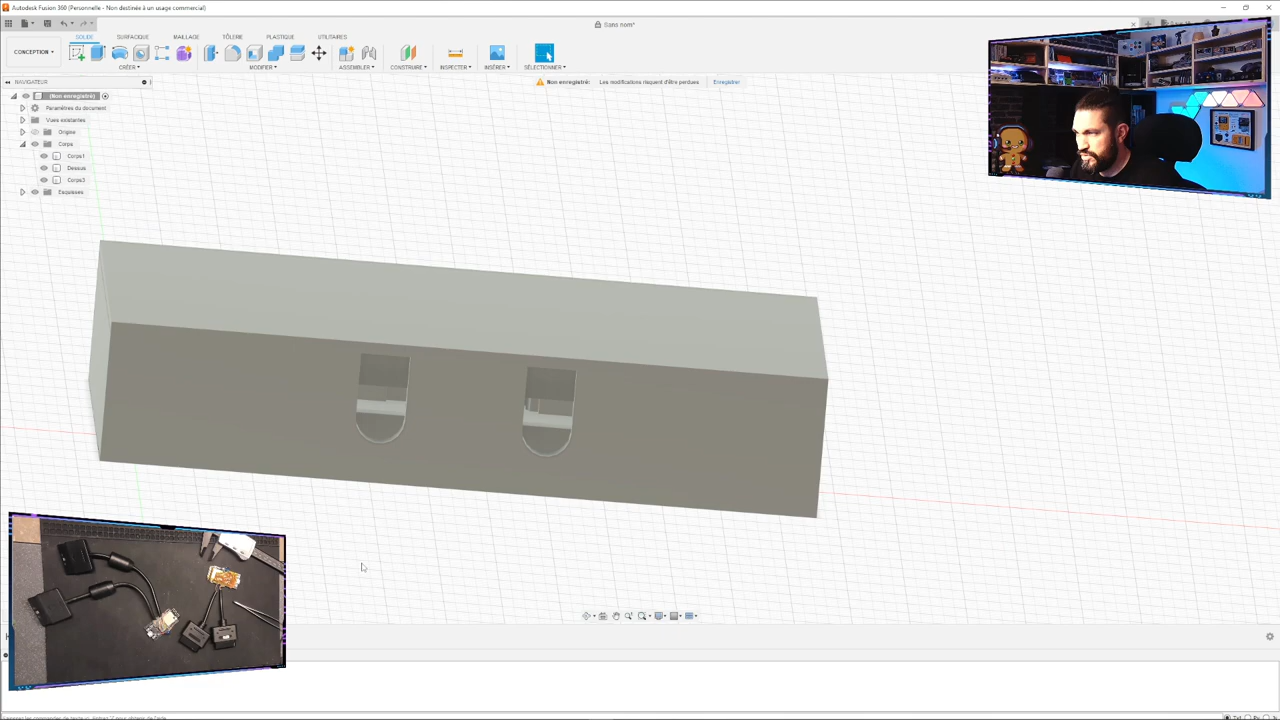 Autodesk Fusion 360 (Personnelle - Non destinée à un usage commercial)
Sans nom*
SOLIDE SURFACIQUE MAILLAGE TÔLERIE PLASTIQUE UTILITAIRES
CONCEPTION
CRÉER MODIFIER ASSEMBLER CONSTRUIRE INSPECTER INSÉRER SÉLECTIONNER
NAVIGATEUR
Non enregistré: Les modifications risquent d'être perdues Enregistrer
(Non enregistré)
Paramètres du document
Vues existantes
Origine
Corps
Corps1
Dessus
Corps3
Esquisses